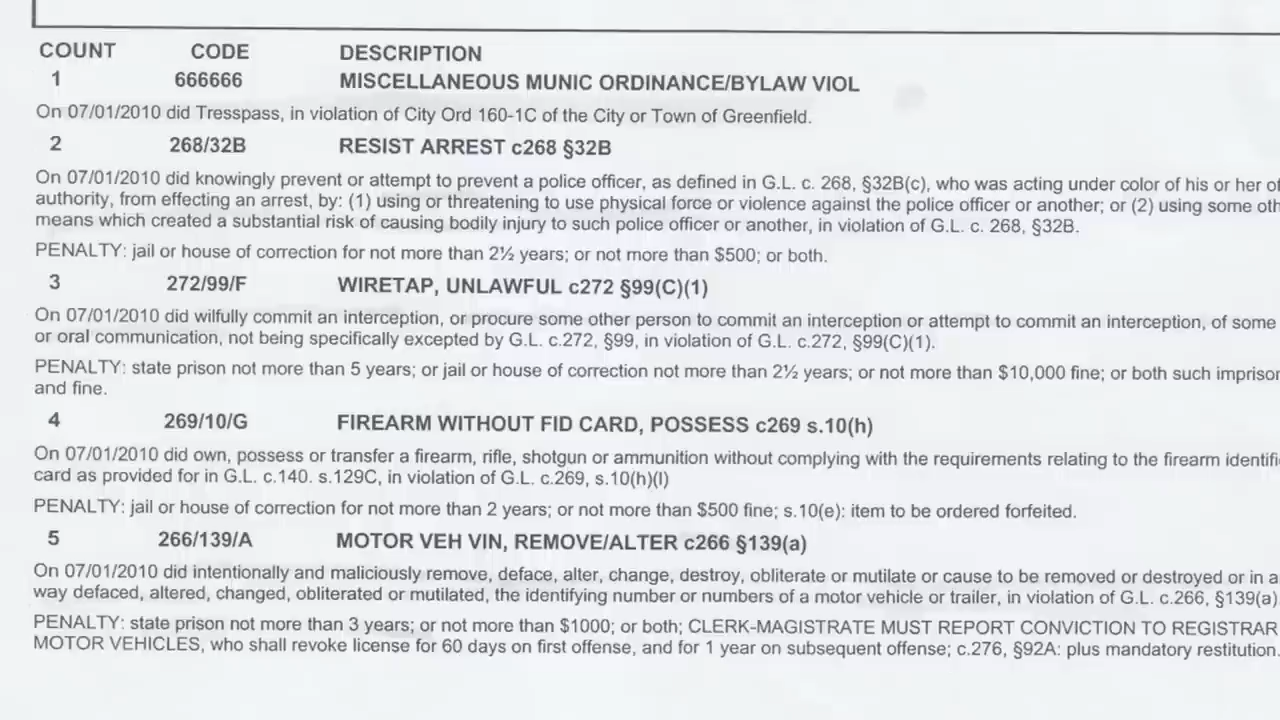 COUNT CODE DESCRIPTION
1 666666 MISCELLANEOUS MUNIC ORDINANCE/BYLAW VIOL
On 07/01/2010 did Tresspass, in violation of City Ord 160-1C of the City or Town of Greenfield.
2 268/32B RESIST ARREST c268 §32B
On 07/01/2010 did knowingly prevent or attempt to prevent a police officer, as defined in G.L. c. 268, §32B(c), who was acting under color of his or her of
authority, from effecting an arrest, by: (1) using or threatening to use physical force or violence against the police officer or another; or (2) using some oth
means which created a substantial risk of causing bodily injury to such police officer or another, in violation of G.L. c. 268, §32B.
PENALTY: jail or house of correction for not more than 2½ years; or not more than $500; or both.
3 272/99/F WIRETAP, UNLAWFUL c272 §99(C)(1)
On 07/01/2010 did wilfully commit an interception, or procure some other person to commit an interception or attempt to commit an interception, of some
or oral communication, not being specifically excepted by G.L. c.272, §99, in violation of G.L. c.272, §99(C)(1).
PENALTY: state prison not more than 5 years; or jail or house of correction not more than 2½ years; or not more than $10,000 fine; or both such imprison
and fine.
4 269/10/G FIREARM WITHOUT FID CARD, POSSESS c269 s.10(h)
On 07/01/2010 did own, possess or transfer a firearm, rifle, shotgun or ammunition without complying with the requirements relating to the firearm identific
card as provided for in G.L. c.140. s.129C, in violation of G.L. c.269, s.10(h)(l)
PENALTY: jail or house of correction for not more than 2 years; or not more than $500 fine; s.10(e): item to be ordered forfeited.
5 266/139/A MOTOR VEH VIN, REMOVE/ALTER c266 §139(a)
On 07/01/2010 did intentionally and maliciously remove, deface, alter, change, destroy, obliterate or mutilate or cause to be removed or destroyed or in a
way defaced, altered, changed, obliterated or mutilated, the identifying number or numbers of a motor vehicle or trailer, in violation of G.L. c.266, §139(a)
PENALTY: state prison not more than 3 years; or not more than $1000; or both; CLERK-MAGISTRATE MUST REPORT CONVICTION TO REGISTRAR
MOTOR VEHICLES, who shall revoke license for 60 days on first offense, and for 1 year on subsequent offense; c.276, §92A: plus mandatory restitution.